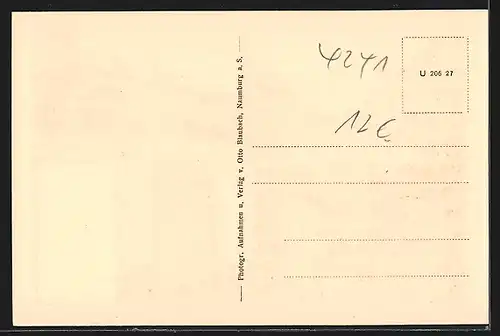 Photogr. Aufnahmen u. Verlag v. Otto Blaubach, Naumburg a. S.
4241
12€
U 206 27